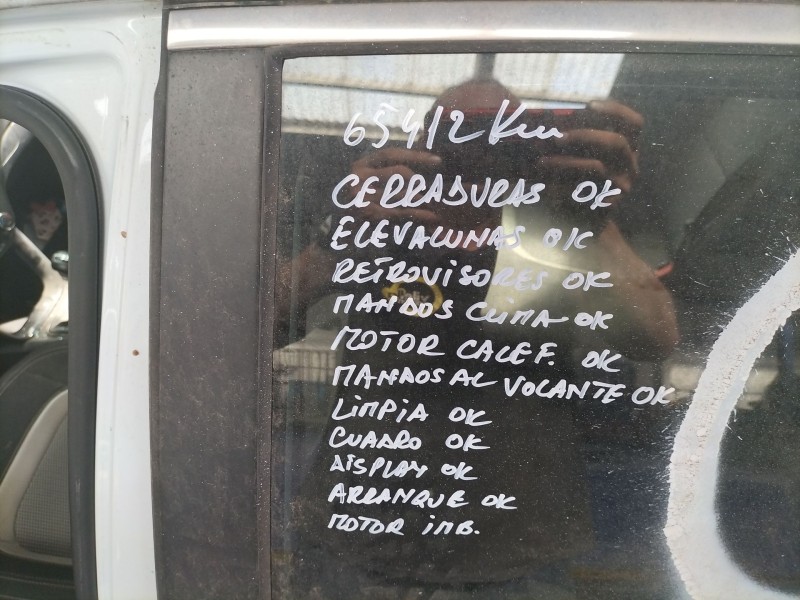 65412 Km
CERRADURAS OK
ELEVALUNAS OK
RETROVISORES OK
MANDOS CLIMA OK
MOTOR CALEF. OK
MANDOS AL VOLANTE OK
LIMPIA OK
CUADRO OK
DISPLAY OK
ARRANQUE OK
MOTOR IMB.